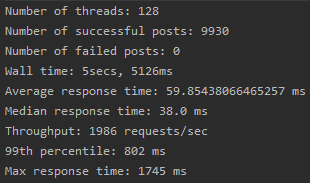 Number of threads: 128
Number of successful posts: 9930
Number of failed posts: 0
Wall time: 5secs, 5126ms
Average response time: 59.85438066465257 ms
Median response time: 38.0 ms
Throughput: 1986 requests/sec
99th percentile: 802 ms
Max response time: 1745 ms